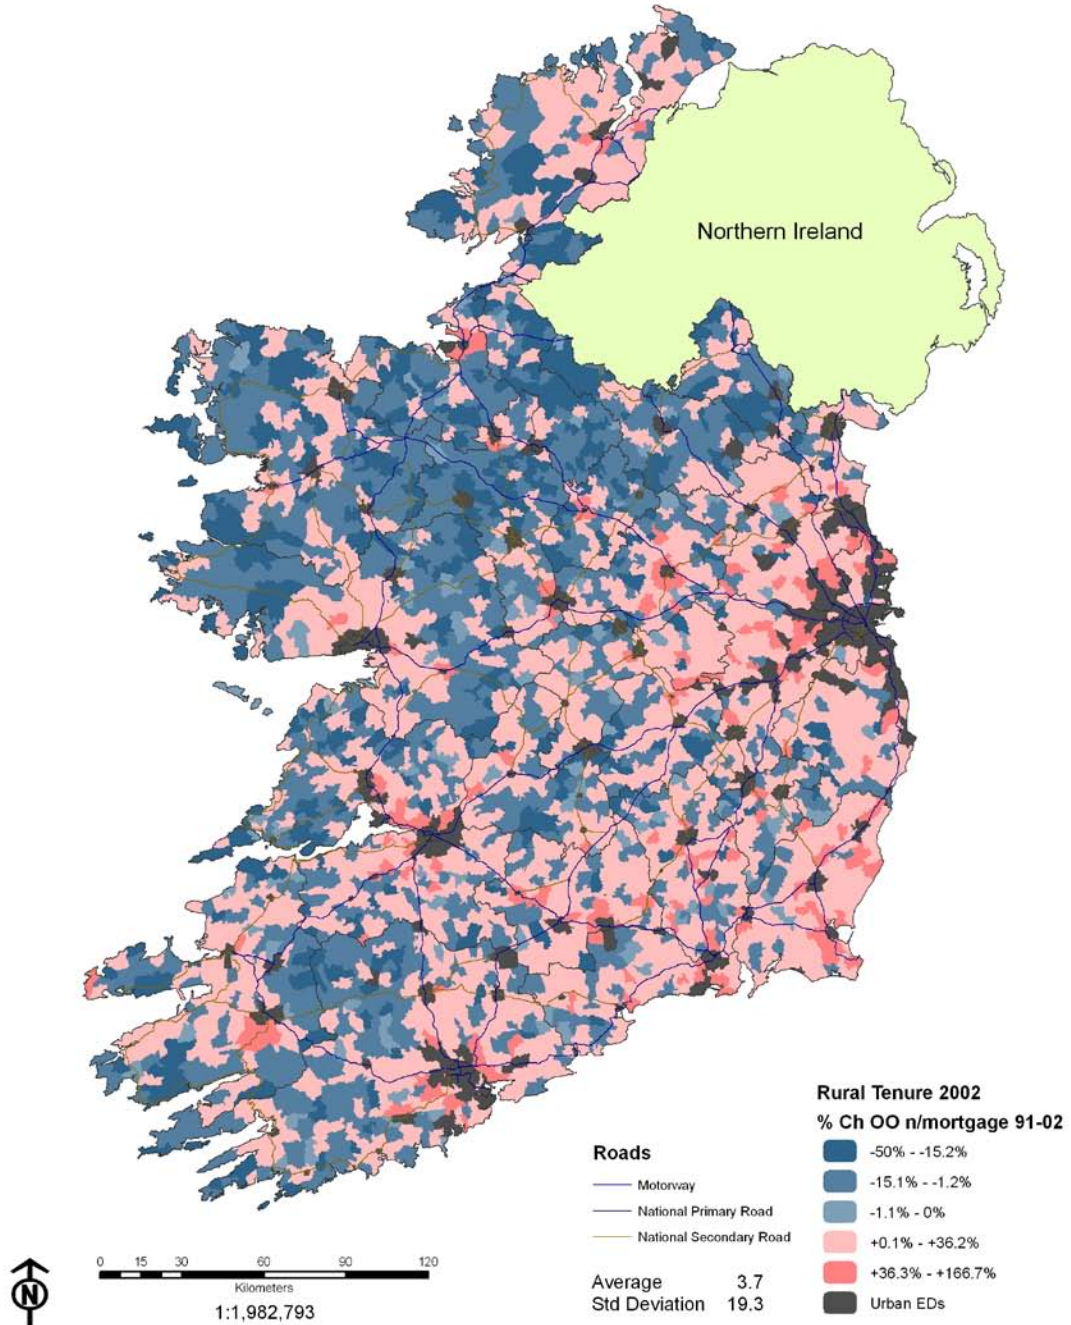 Northern Ireland
Rural Tenure 2002
% Ch OO n/mortgage 91-02
-50% - -15.2%
-15.1% - -1.2%
-1.1% - 0%
+0.1% - +36.2%
+36.3% - +166.7%
Urban EDs
Roads
Motorway
National Primary Road
National Secondary Road
Average 3.7
Std Deviation 19.3
0 15 30 60 90 120
Kilometers
1:1,982,793
N